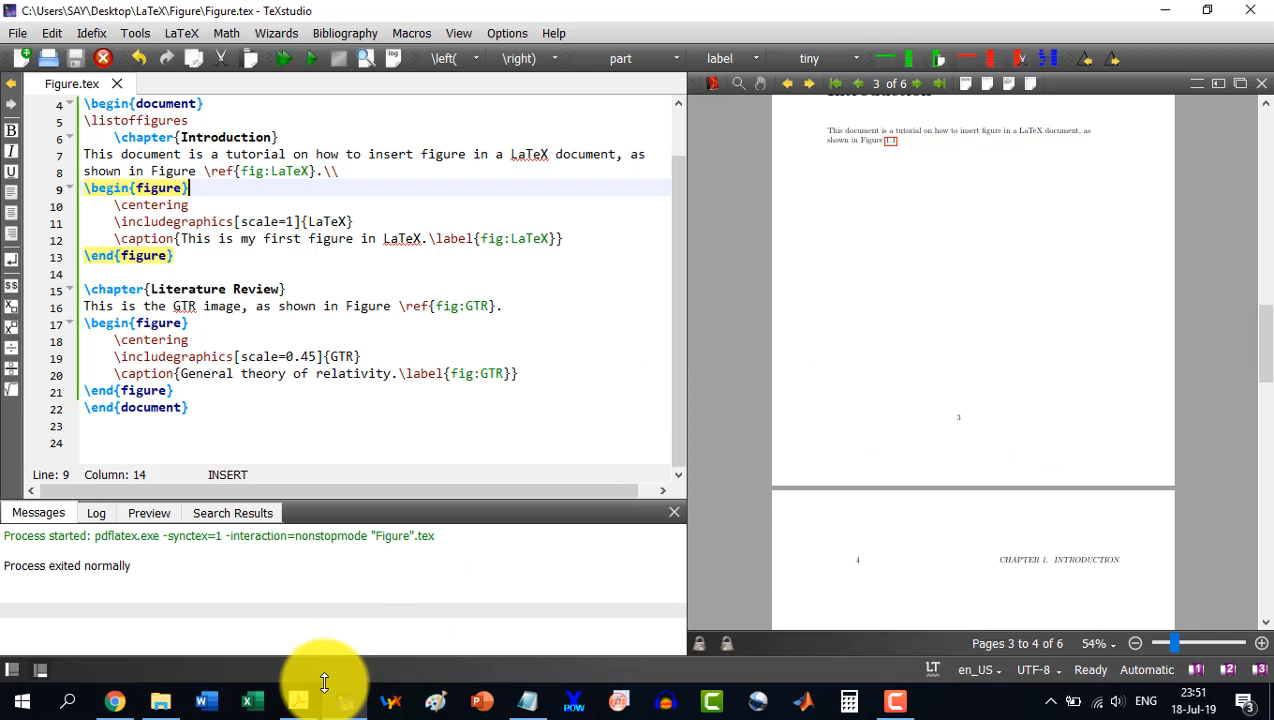 C:\Users\SAY\Desktop\LaTeX\Figure\Figure.tex - TeXstudio
File Edit Idefix Tools LaTeX Math Wizards Bibliography Macros View Options Help
log \left( \right) part label tiny
Figure.tex
3 of 6
4 \begin{document}
5 \listoffigures
6 \chapter{Introduction}
7 This document is a tutorial on how to insert figure in a LaTeX document, as
8 shown in Figure \ref{fig:LaTeX}.\\
9 \begin{figure}
10 \centering
11 \includegraphics[scale=1]{LaTeX}
12 \caption{This is my first figure in LaTeX.\label{fig:LaTeX}}
13 \end{figure}
14
15 \chapter{Literature Review}
16 This is the GTR image, as shown in Figure \ref{fig:GTR}.
17 \begin{figure}
18 \centering
19 \includegraphics[scale=0.45]{GTR}
20 \caption{General theory of relativity.\label{fig:GTR}}
21 \end{figure}
22 \end{document}
23
24
Line: 9 Column: 14 INSERT
Messages Log Preview Search Results
Process started: pdflatex.exe -synctex=1 -interaction=nonstopmode "Figure".tex
Process exited normally
This document is a tutorial on how to insert figure in a LaTeX document, as
shown in Figure 1.1
3
4 CHAPTER 1. INTRODUCTION
Pages 3 to 4 of 6 54%
LT en_US UTF-8 Ready Automatic 1 2 3
POW ENG 23:51
18-Jul-19 3